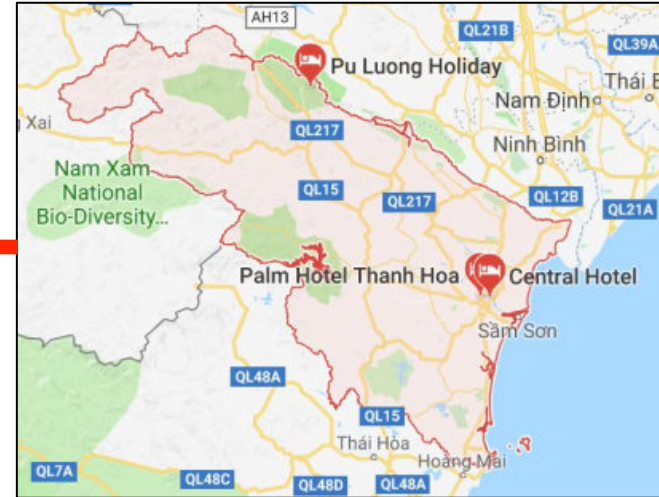 AH13
QL21B
QL39A
Pu Luong Holiday
Thái B
Nam Định
g Xai
QL217
Ninh Bình
Nam Xam
National
Bio-Diversity...
QL15
QL217
QL12B
QL21A
Palm Hotel Thanh Hoa
Central Hotel
Sầm Sơn
QL48A
QL15
Thái Hòa
Hoàng Mai
QL7A
QL48C
QL48D
QL48A